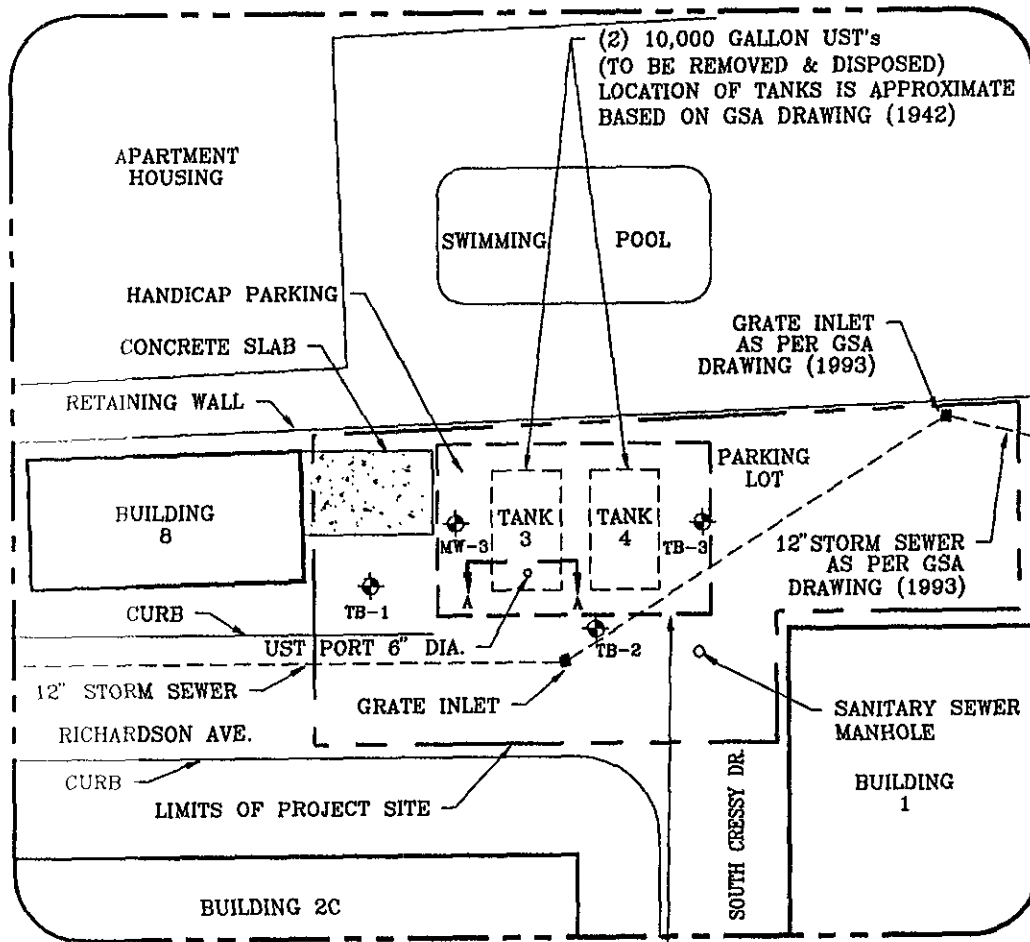 (2) 10,000 GALLON UST's
(TO BE REMOVED & DISPOSED)
LOCATION OF TANKS IS APPROXIMATE
BASED ON GSA DRAWING (1942)
APARTMENT
HOUSING
SWIMMING POOL
HANDICAP PARKING
CONCRETE SLAB
GRATE INLET
AS PER GSA
DRAWING (1993)
RETAINING WALL
PARKING
LOT
BUILDING
8
TANK
3
TANK
4
MW-3
TB-3
12" STORM SEWER
AS PER GSA
DRAWING (1993)
A
A
TB-1
CURB
UST PORT 6" DIA.
TB-2
12" STORM SEWER
GRATE INLET
SANITARY SEWER
MANHOLE
RICHARDSON AVE.
CURB
LIMITS OF PROJECT SITE
SOUTH CRESSY DR.
BUILDING
1
BUILDING 2C